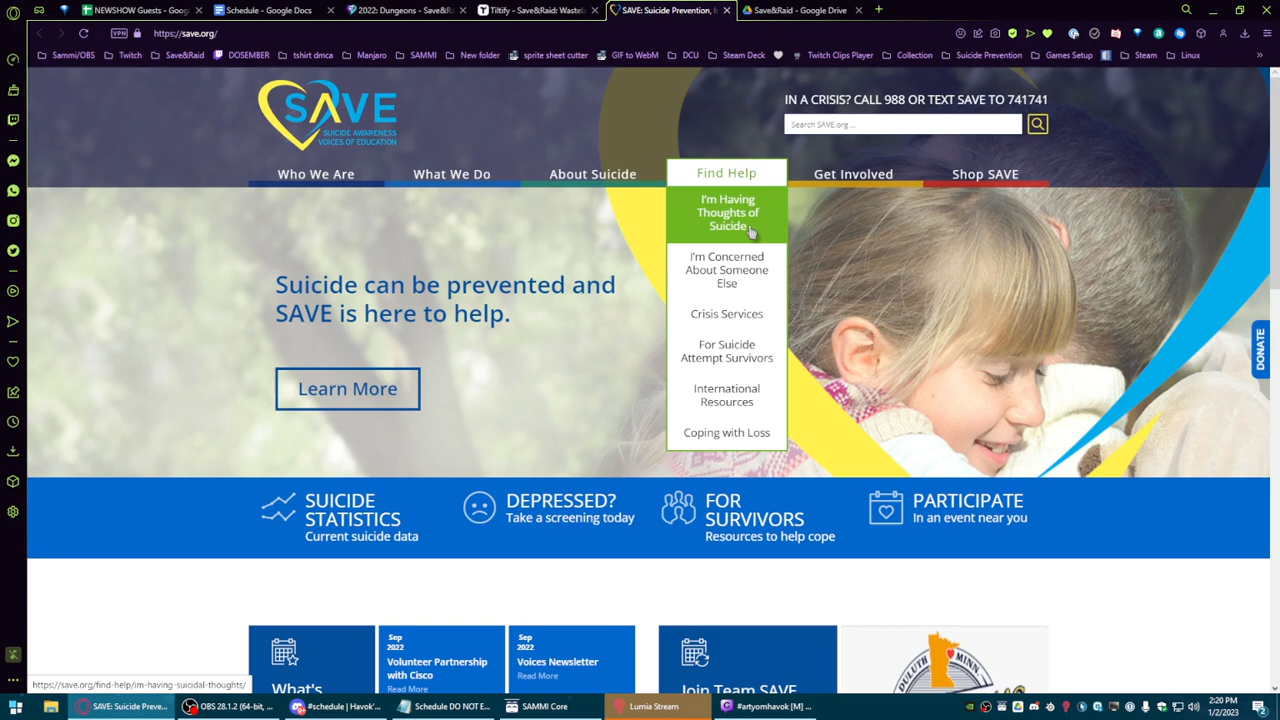 NEWSHOW Guests - Google
Schedule - Google Docs
2022: Dungeons - Save&R
Tiltify - Save&Raid: Wastela
SAVE: Suicide Prevention, I
Save&Raid - Google Drive
VPN
https://save.org/
Sammi/OBS
Twitch
Save&Raid
DOSEMBER
tshirt dmca
Manjaro
SAMMI
New folder
sprite sheet cutter
GIF to WebM
DCU
Steam Deck
Twitch Clips Player
Collection
Suicide Prevention
Games Setup
Steam
Linux
SAVE
SUICIDE AWARENESS
VOICES OF EDUCATION
IN A CRISIS? CALL 988 OR TEXT SAVE TO 741741
Search SAVE.org ...
Who We Are
What We Do
About Suicide
Find Help
Get Involved
Shop SAVE
I'm Having
Thoughts of
Suicide
I'm Concerned
About Someone
Else
Crisis Services
For Suicide
Attempt Survivors
International
Resources
Coping with Loss
Suicide can be prevented and
SAVE is here to help.
Learn More
DONATE
SUICIDE
STATISTICS
Current suicide data
DEPRESSED?
Take a screening today
FOR
SURVIVORS
Resources to help cope
PARTICIPATE
In an event near you
What's
Sep
2022
Volunteer Partnership
with Cisco
Read More
Sep
2022
Voices Newsletter
Read More
Join Team SAVE
DULUTH MINN
https://save.org/find-help/im-having-suicidal-thoughts/
SAVE: Suicide Preve...
OBS 28.1.2 (64-bit, ...
#schedule | Havok'...
Schedule DO NOT E...
SAMMI Core
Lumia Stream
#artyomhavok [M] ...
2:20 PM
1/2/2023